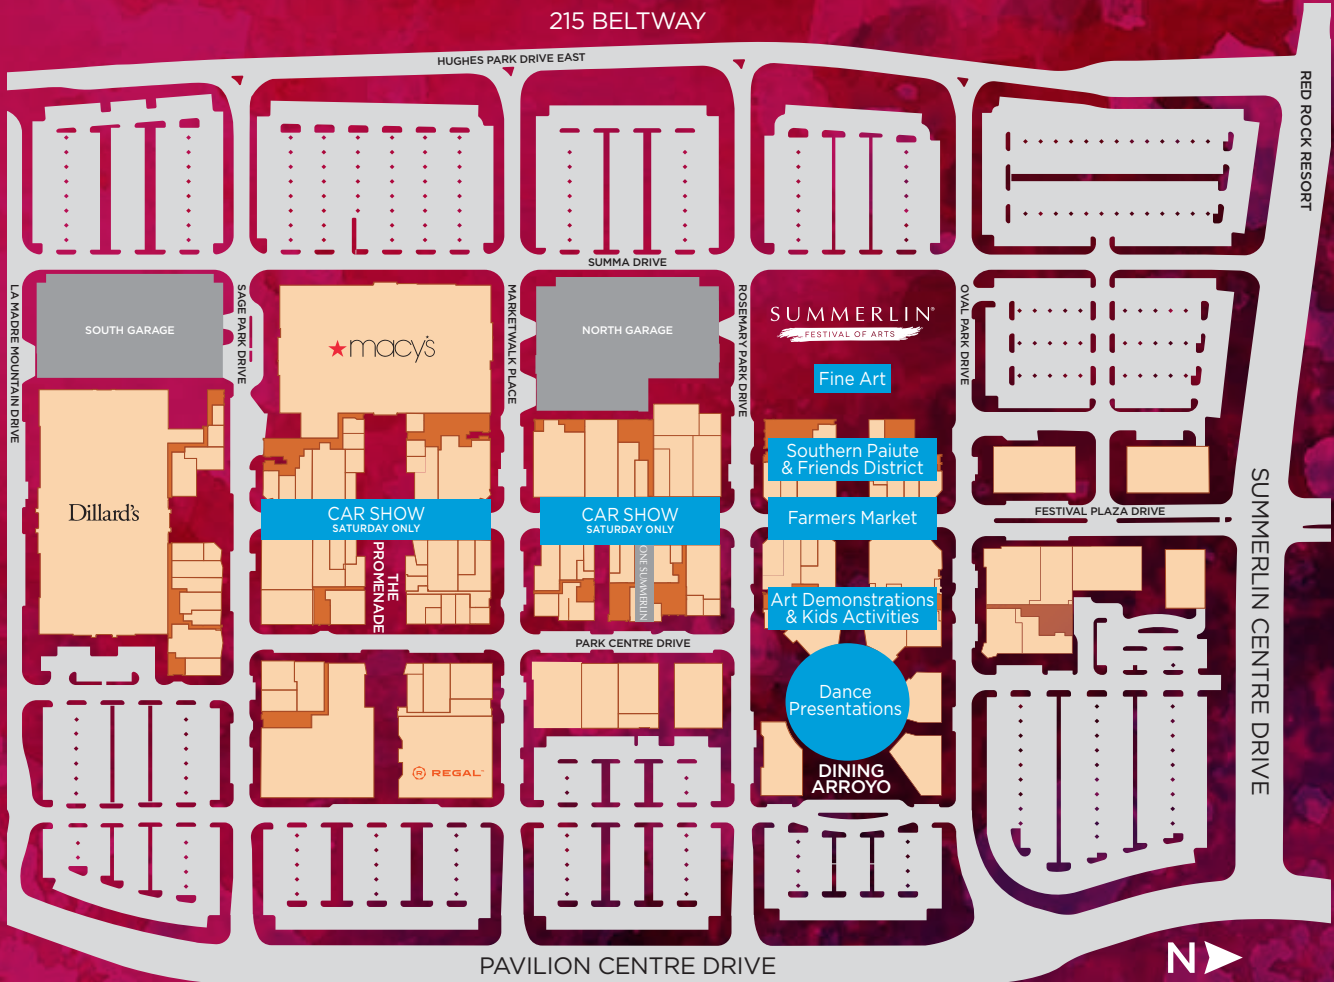 215 BELTWAY
HUGHES PARK DRIVE EAST
RED ROCK RESORT
SUMMA DRIVE
LA MADRE MOUNTAIN DRIVE
SOUTH GARAGE
SAGE PARK DRIVE
★macy's
MARKETWALK PLACE
NORTH GARAGE
ROSEMARY PARK DRIVE
SUMMERLIN®
FESTIVAL OF ARTS
OVAL PARK DRIVE
Fine Art
Southern Paiute
& Friends District
Dillard's
CAR SHOW
SATURDAY ONLY
CAR SHOW
SATURDAY ONLY
Farmers Market
FESTIVAL PLAZA DRIVE
SUMMERLIN CENTRE DRIVE
THE
PROMENADE
ONE SUMMERLIN
Art Demonstrations
& Kids Activities
PARK CENTRE DRIVE
Dance
Presentations
R REGAL
DINING
ARROYO
PAVILION CENTRE DRIVE
N